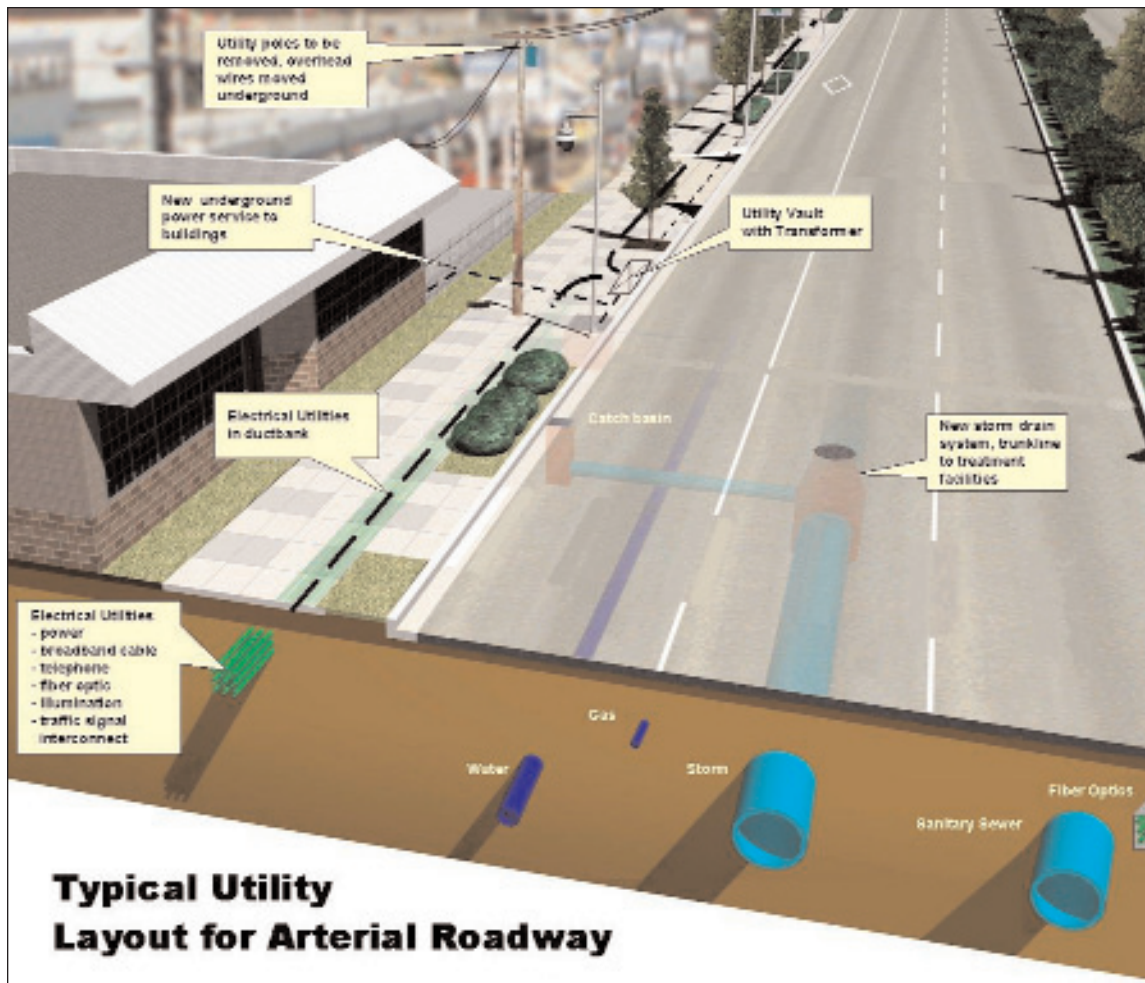 Utility poles to be
removed, overhead
wires moved
underground
New underground
power service to
buildings
Utility Vault
with Transformer
Electrical Utilities
in ductbank
Catch basin
New storm drain
system, trunkline
to treatment
facilities
Electrical Utilities
- power
- broadband cable
- telephone
- fiber optic
- illumination
- traffic signal
interconnect
Gas
Water
Storm
Fiber Optics
Sanitary Sewer
Typical Utility
Layout for Arterial Roadway